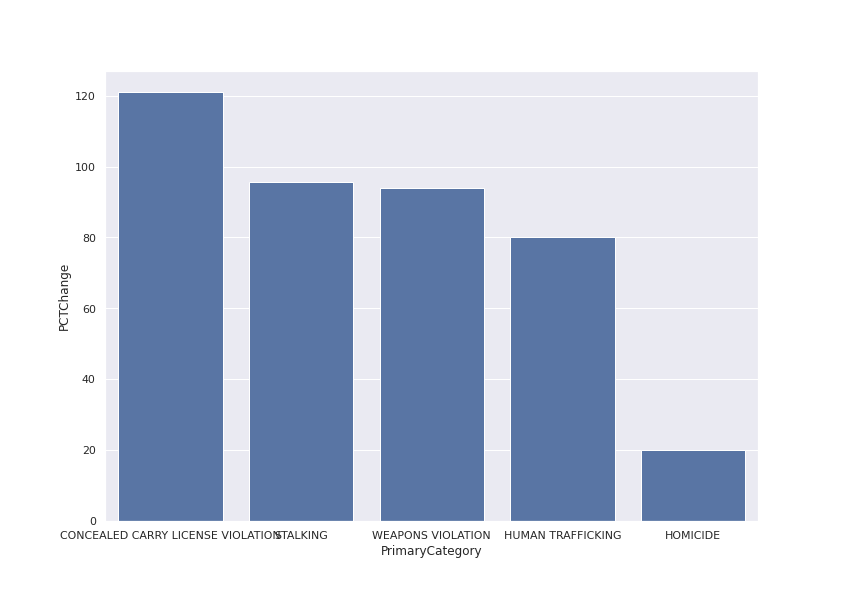 120
100
80
60
40
20
0
PCTChange
CONCEALED CARRY LICENSE VIOLATION STALKING WEAPONS VIOLATION HUMAN TRAFFICKING HOMICIDE
PrimaryCategory